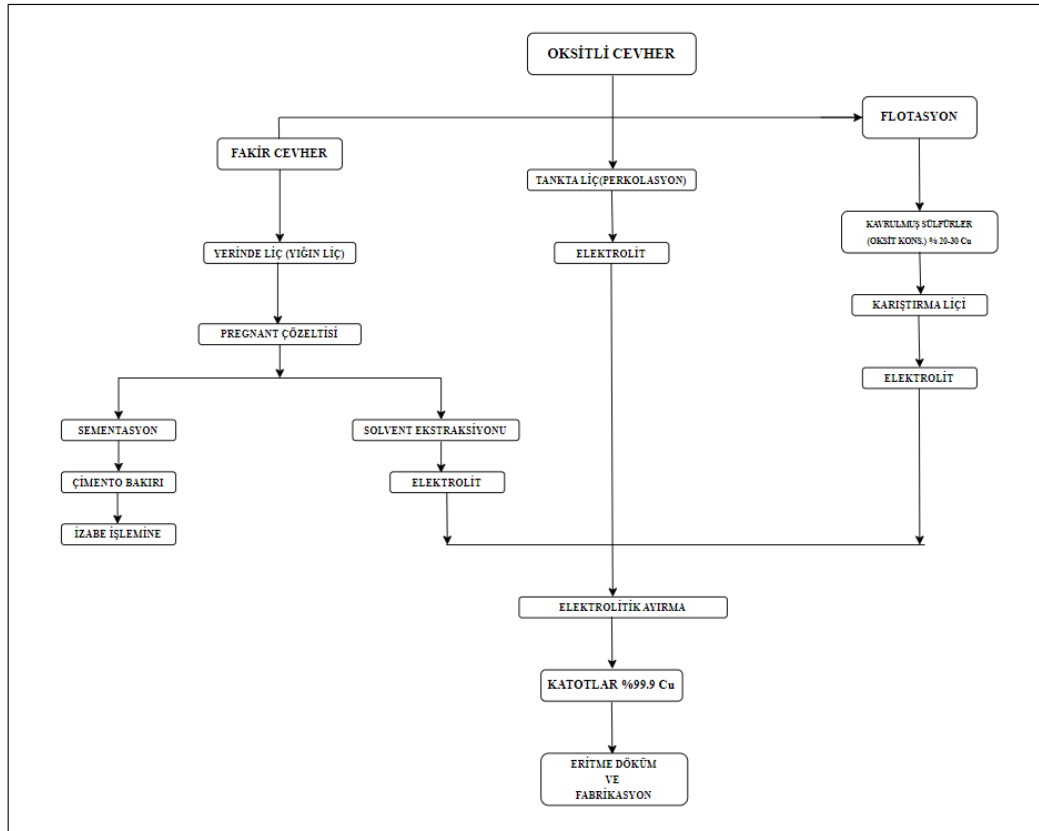 OKSİTLİ CEVHER
FLOTASYON
FAKİR CEVHER
TANKTA LİÇ(PERKOLASYON)
KAVRULMUŞ SÜLFÜRLER
(OKSİT KONS.) % 20-30 Cu
YERİNDE LİÇ (YIĞIN LİÇ)
ELEKTROLİT
KARIŞTIRMA LİÇİ
PREGNANT ÇÖZELTİSİ
ELEKTROLİT
SEMENTASYON
SOLVENT EKSTRAKSİYONU
ÇİMENTO BAKIRI
ELEKTROLİT
İZABE İŞLEMİNE
ELEKTROLİTİK AYIRMA
KATOTLAR %99.9 Cu
ERİTME DÖKÜM
VE
FABRİKASYON